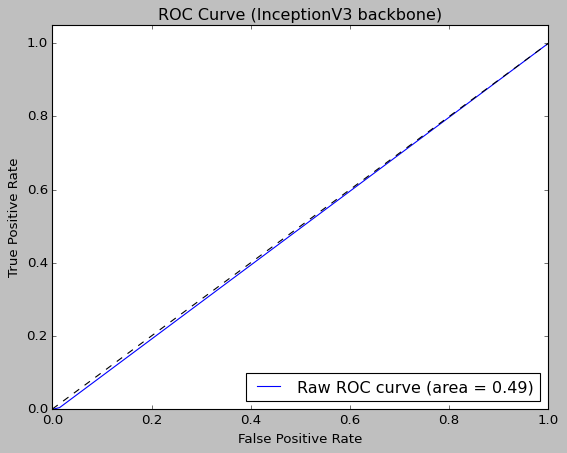 ROC Curve (InceptionV3 backbone)
True Positive Rate
1.0
0.8
0.6
0.4
0.2
0.0
Raw ROC curve (area = 0.49)
0.0 0.2 0.4 0.6 0.8 1.0
False Positive Rate